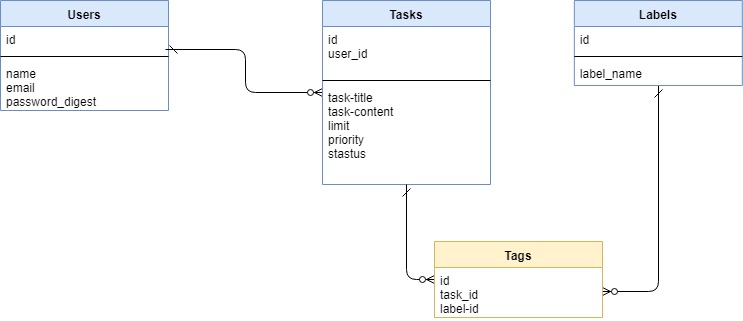 Users
id
name
email
password_digest
Tasks
id
user_id
task-title
task-content
limit
priority
stastus
Labels
id
label_name
Tags
id
task_id
label-id